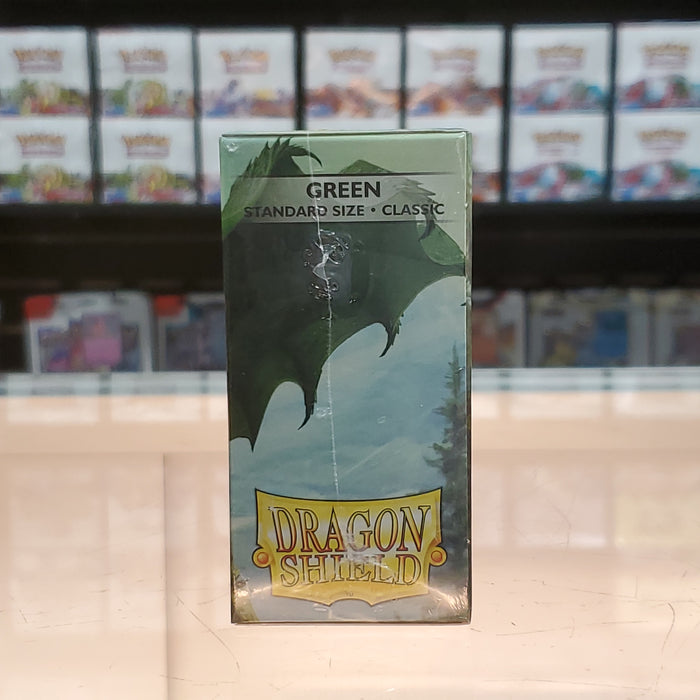 GREEN
STANDARD SIZE • CLASSIC
DRAGON
SHIELD